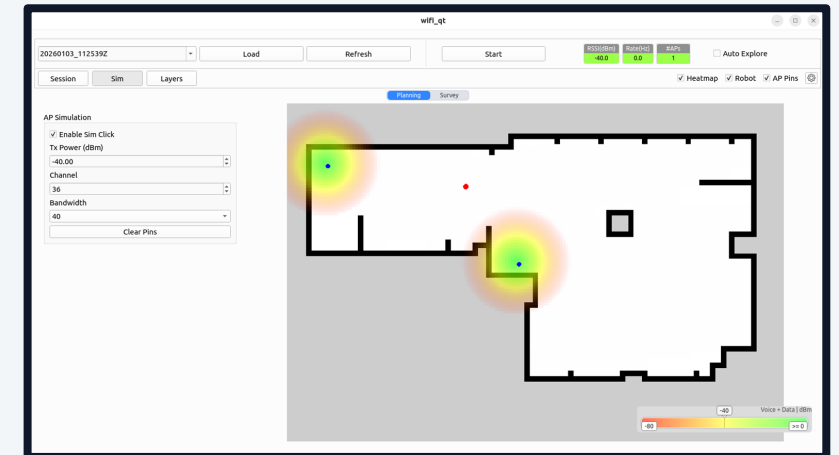 wifi_qt
20260103_112539Z Load Refresh Start RSSI(dBm) Rate(Hz) #APs Auto Explore
-40.0 0.0 1
Session Sim Layers Heatmap Robot AP Pins
Planning Survey
AP Simulation
Enable Sim Click
Tx Power (dBm)
-40.00
Channel
36
Bandwidth
40
Clear Pins
-40 Voice + Data | dBm
-80 >= 0